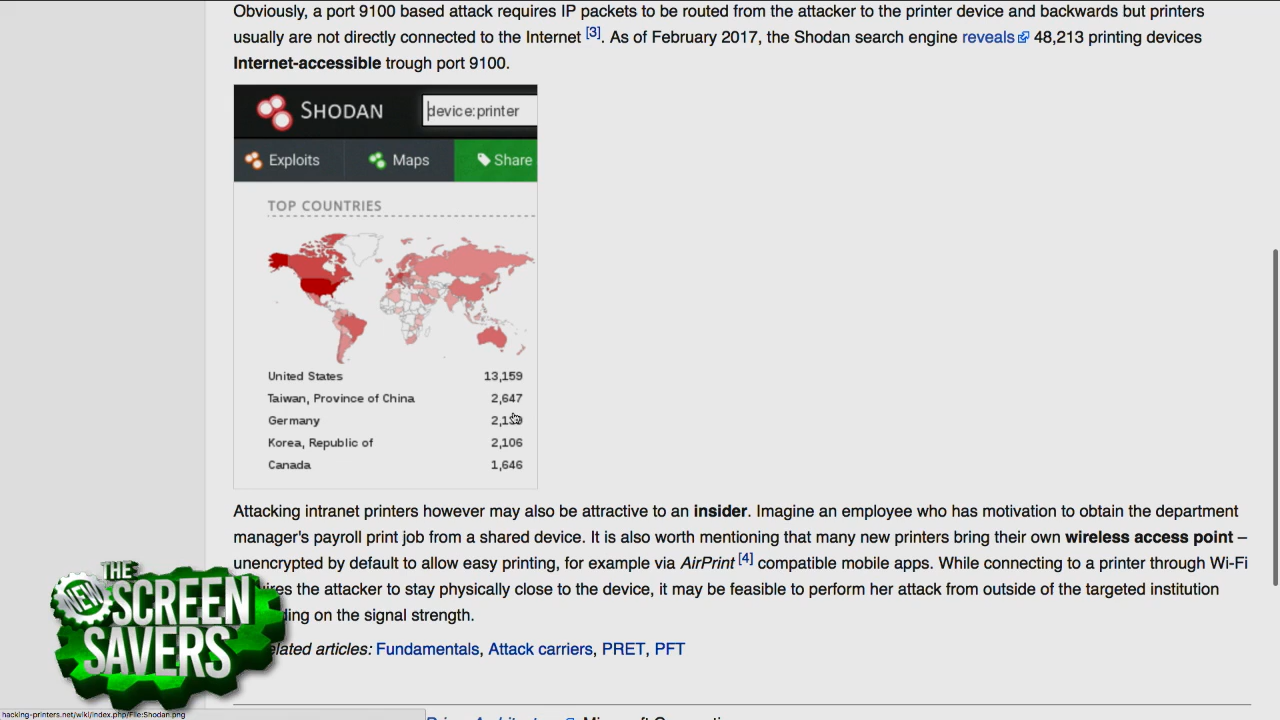 Obviously, a port 9100 based attack requires IP packets to be routed from the attacker to the printer device and backwards but printers
usually are not directly connected to the Internet [3]. As of February 2017, the Shodan search engine reveals 48,213 printing devices
Internet-accessible trough port 9100.
SHODAN device:printer
Exploits Maps Share
TOP COUNTRIES
United States 13,159
Taiwan, Province of China 2,647
Germany
Korea, Republic of 2,106
Canada 1,646
Attacking intranet printers however may also be attractive to an insider. Imagine an employee who has motivation to obtain the department
manager's payroll print job from a shared device. It is also worth mentioning that many new printers bring their own wireless access point –
unencrypted by default to allow easy printing, for example via AirPrint [4] compatible mobile apps. While connecting to a printer through Wi-Fi
the attacker to stay physically close to the device, it may be feasible to perform her attack from outside of the targeted institution
on the signal strength.
articles: Fundamentals, Attack carriers, PRET, PFT
THE
NEW SCREEN
SAVERS
hacking-printers.net/wiki/index.php/File:Shodan.png